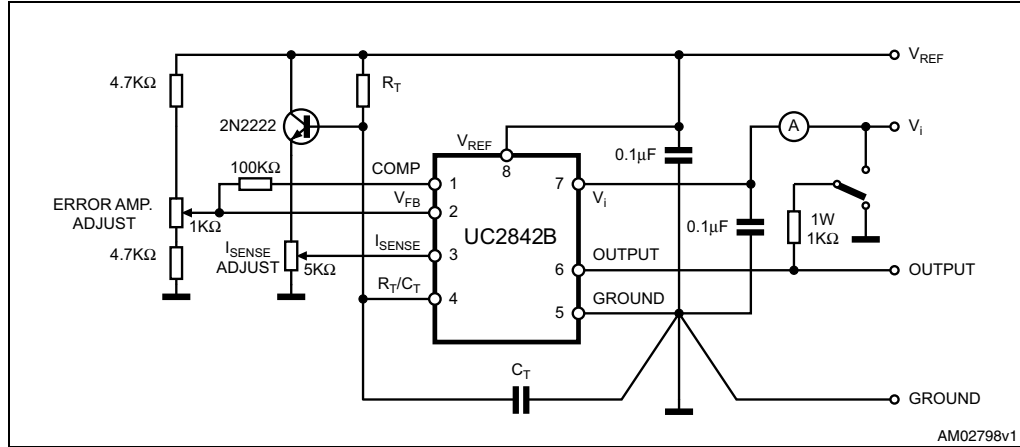 V_REF
4.7KΩ
R_T
2N2222
A
V_i
V_REF
8
0.1µF
100KΩ
COMP
1
7
V_i
V_FB
2
ERROR AMP.
ADJUST
1KΩ
UC2842B
0.1µF
1W
1KΩ
I_SENSE
ADJUST
5KΩ
I_SENSE
3
4.7KΩ
OUTPUT
6
OUTPUT
R_T/C_T
4
GROUND
5
C_T
GROUND
AM02798v1